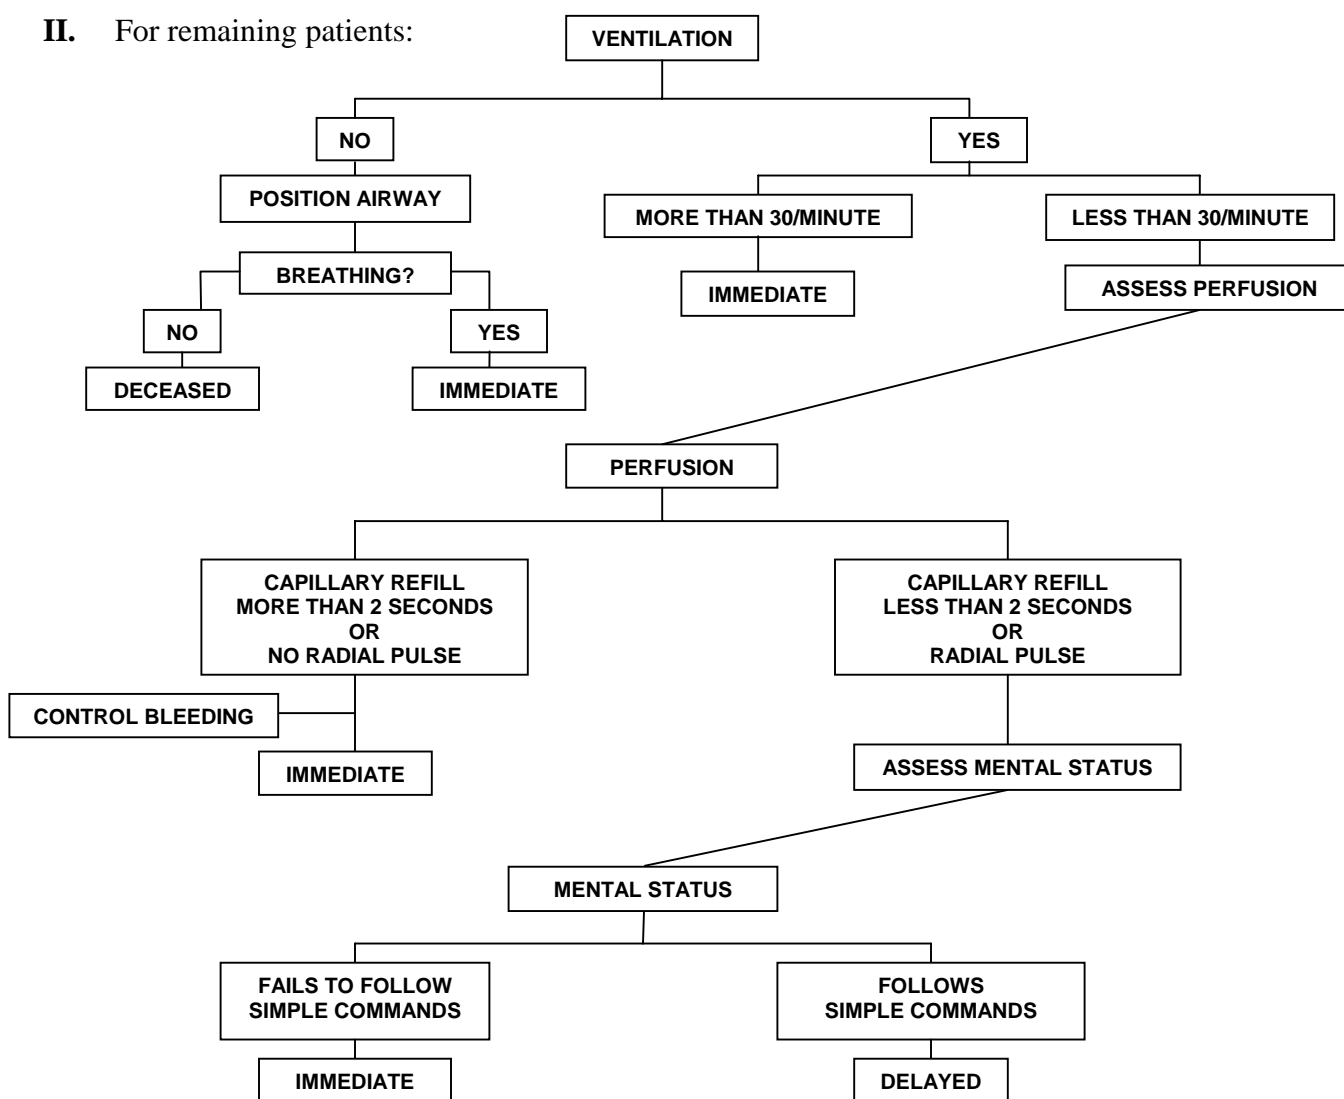 II. For remaining patients:
VENTILATION
NO
YES
POSITION AIRWAY
MORE THAN 30/MINUTE
LESS THAN 30/MINUTE
BREATHING?
IMMEDIATE
ASSESS PERFUSION
NO
YES
DECEASED
IMMEDIATE
PERFUSION
CAPILLARY REFILL
MORE THAN 2 SECONDS
OR
NO RADIAL PULSE
CAPILLARY REFILL
LESS THAN 2 SECONDS
OR
RADIAL PULSE
CONTROL BLEEDING
IMMEDIATE
ASSESS MENTAL STATUS
MENTAL STATUS
FAILS TO FOLLOW
SIMPLE COMMANDS
FOLLOWS
SIMPLE COMMANDS
IMMEDIATE
DELAYED